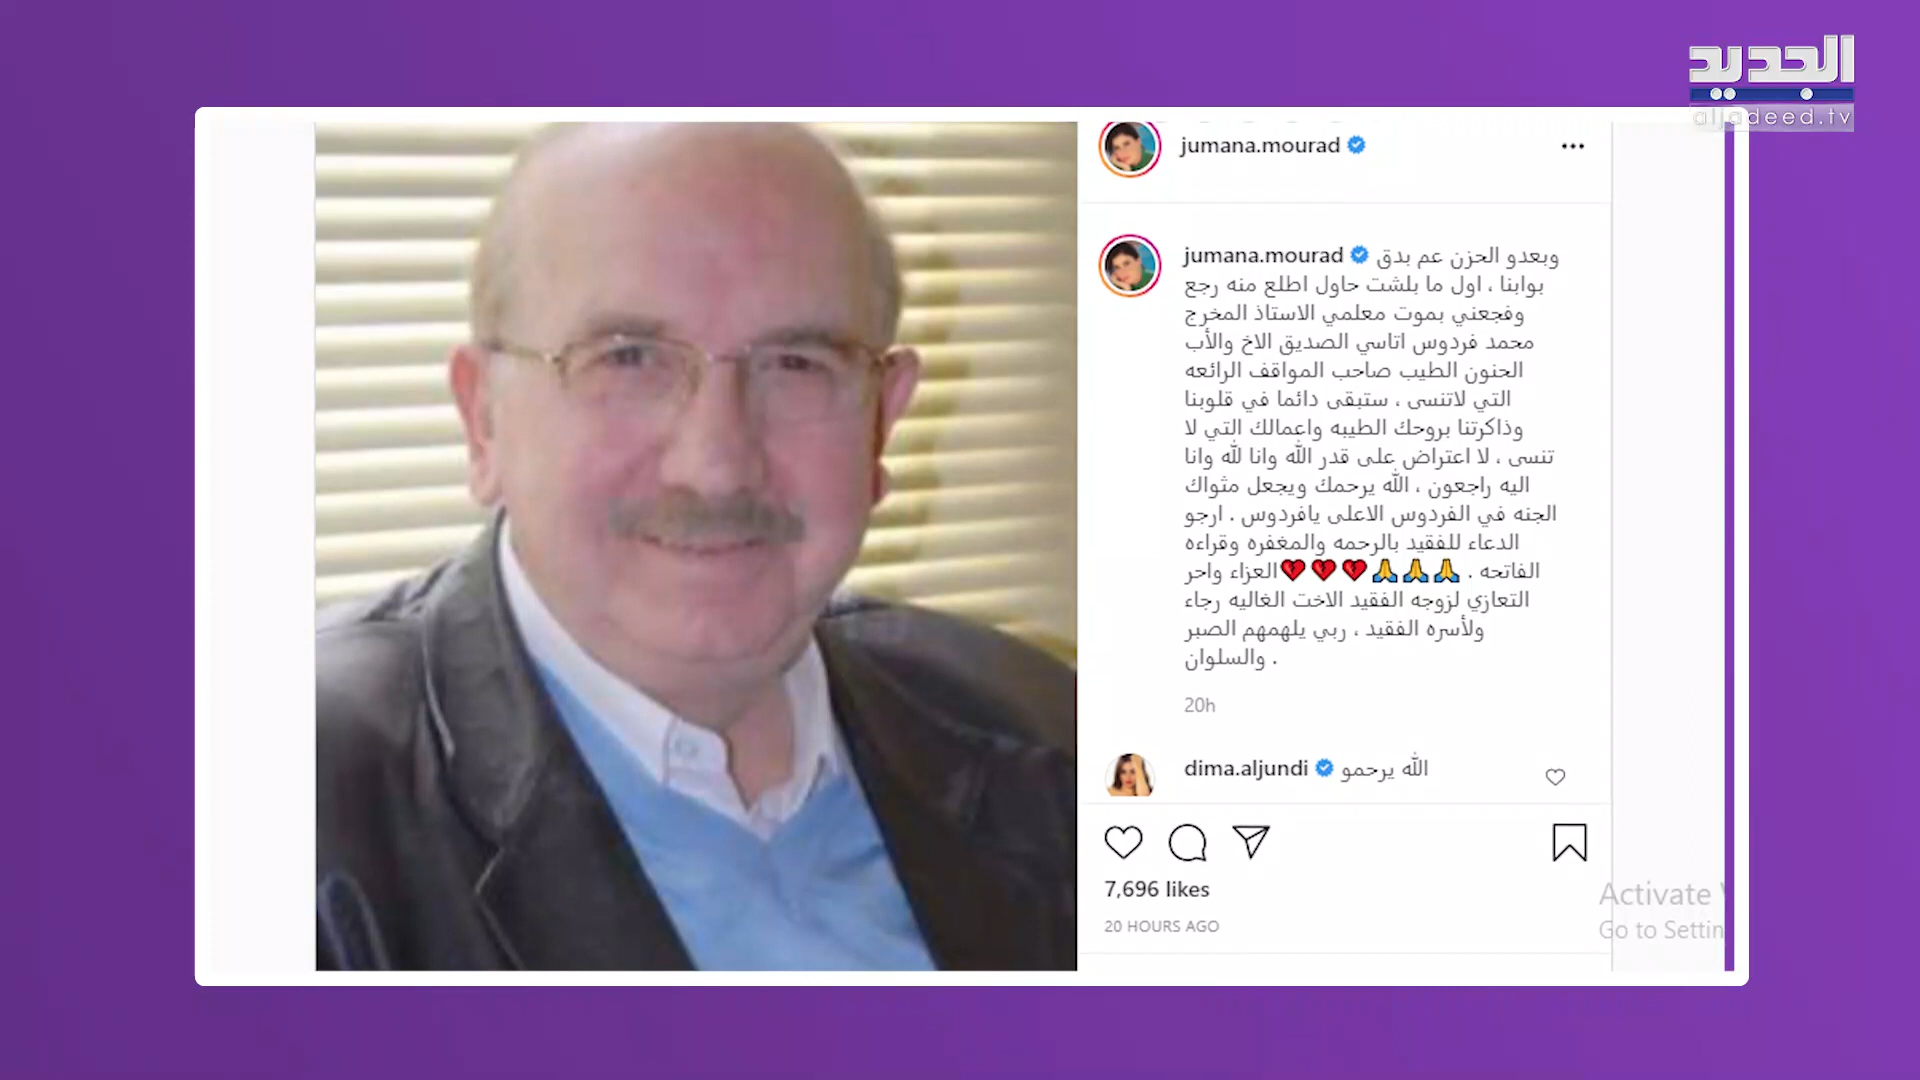 الجديد
aljadeed.tv
jumana.mourad
jumana.mourad وبعدو الحزن عم بدق
بوابنا ، اول ما بلشت حاول اطلع منه رجع
وفجعني بموت معلمي الاستاذ المخرج
محمد فردوس اتاسي الصديق الاخ والأب
الحنون الطيب صاحب المواقف الرائعه
التي لاتنسى ، ستبقى دائما في قلوبنا
وذاكرتنا بروحك الطيبه واعمالك التي لا
تنسى ، لا اعتراض على قدر الله وانا لله وانا
اليه راجعون ، الله يرحمك ويجعل مثواك
الجنه في الفردوس الاعلى يافردوس . ارجو
الدعاء للفقيد بالرحمه والمغفره وقراءه
الفاتحه . 🙏🙏🙏💔💔💔العزاء واحر
التعازي لزوجه الفقيد الاخت الغاليه رجاء
ولأسره الفقيد ، ربي يلهمهم الصبر
والسلوان .
20h
dima.aljundi الله يرحمو
7,696 likes
20 HOURS AGO
Activate
Go to Settin